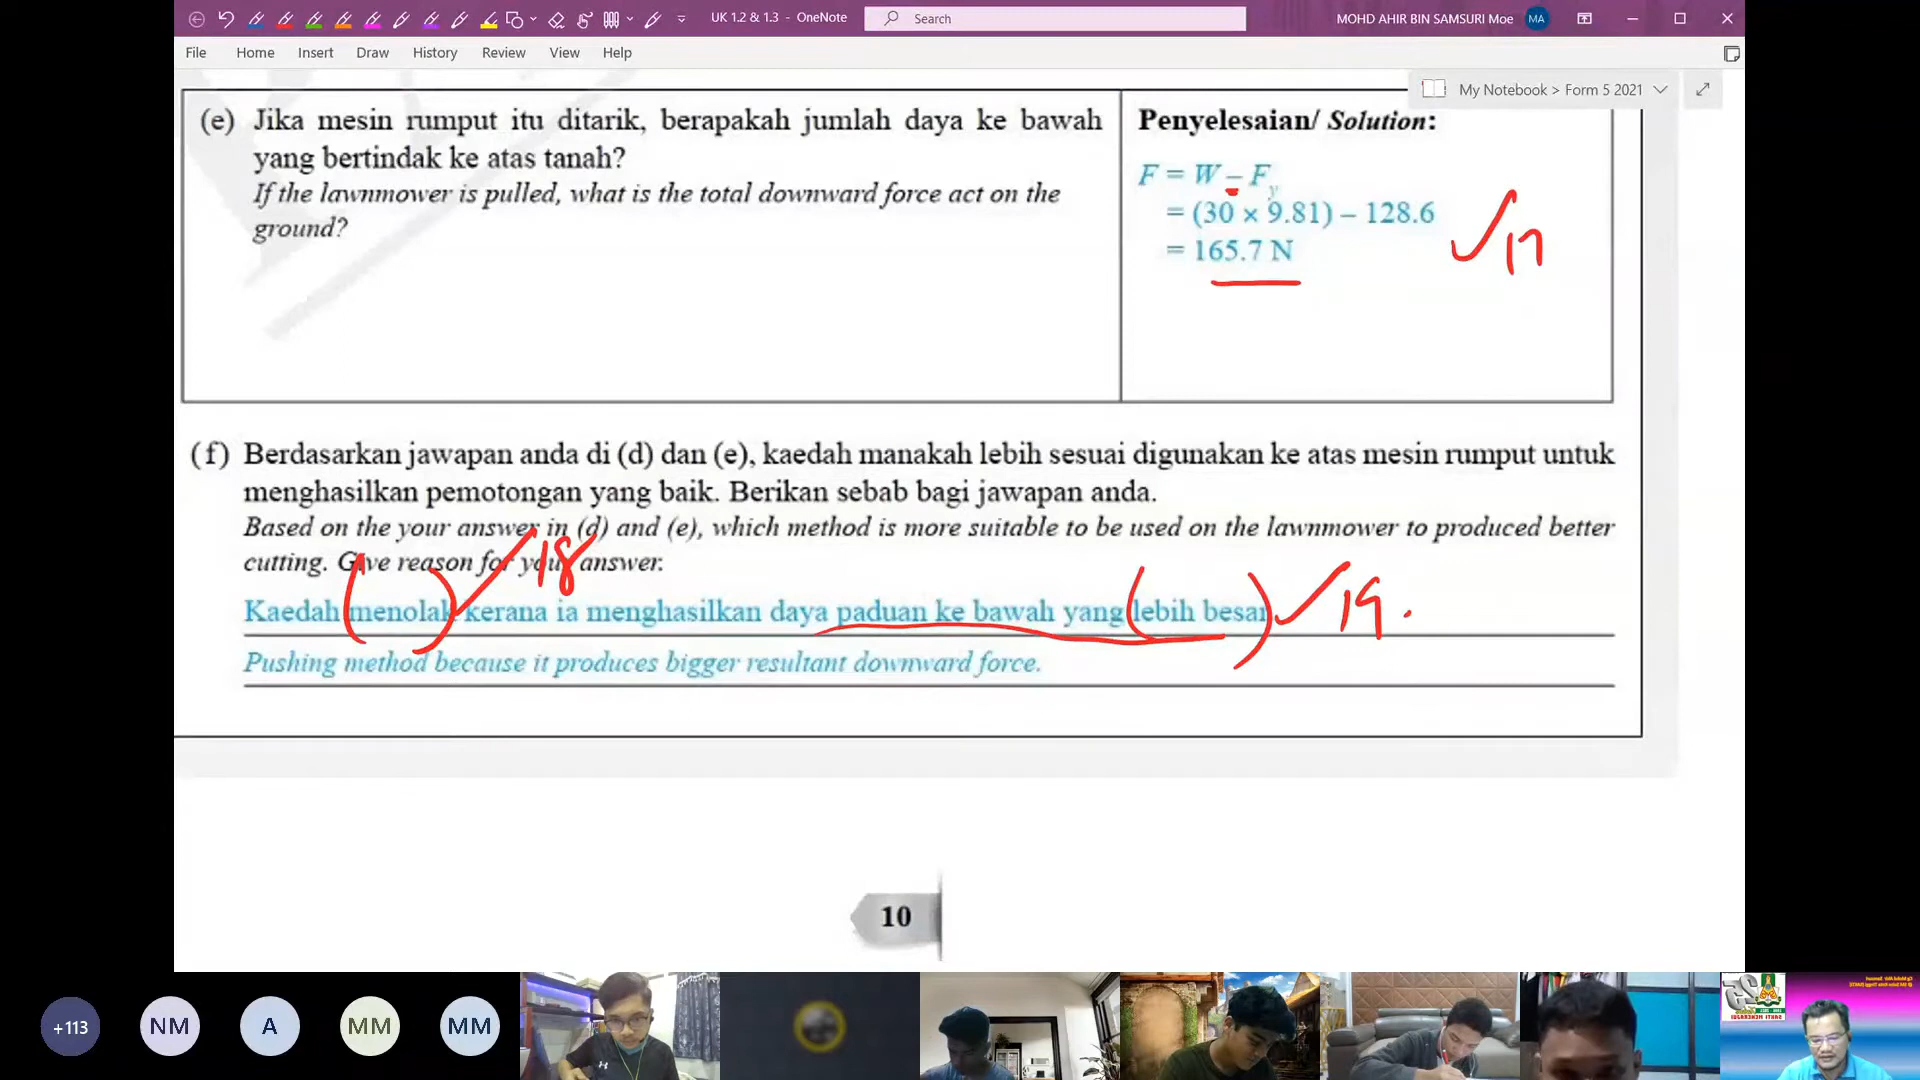 UK 1.2 & 1.3 - OneNote
Search
MOHD AHIR BIN SAMSURI Moe
MA
File Home Insert Draw History Review View Help
My Notebook > Form 5 2021
(e) Jika mesin rumput itu ditarik, berapakah jumlah daya ke bawah
yang bertindak ke atas tanah?
If the lawnmower is pulled, what is the total downward force act on the
ground?
Penyelesaian/ Solution:
F = W – Fy
= (30 × 9.81) – 128.6
= 165.7 N
✓17
(f) Berdasarkan jawapan anda di (d) dan (e), kaedah manakah lebih sesuai digunakan ke atas mesin rumput untuk
menghasilkan pemotongan yang baik. Berikan sebab bagi jawapan anda.
Based on the your answer in (d) and (e), which method is more suitable to be used on the lawnmower to produced better
cutting. Give reason for your answer.
✓18
Kaedah menolak kerana ia menghasilkan daya paduan ke bawah yang lebih besar
✓19.
Pushing method because it produces bigger resultant downward force.
10
+113
NM
A
MM
MM